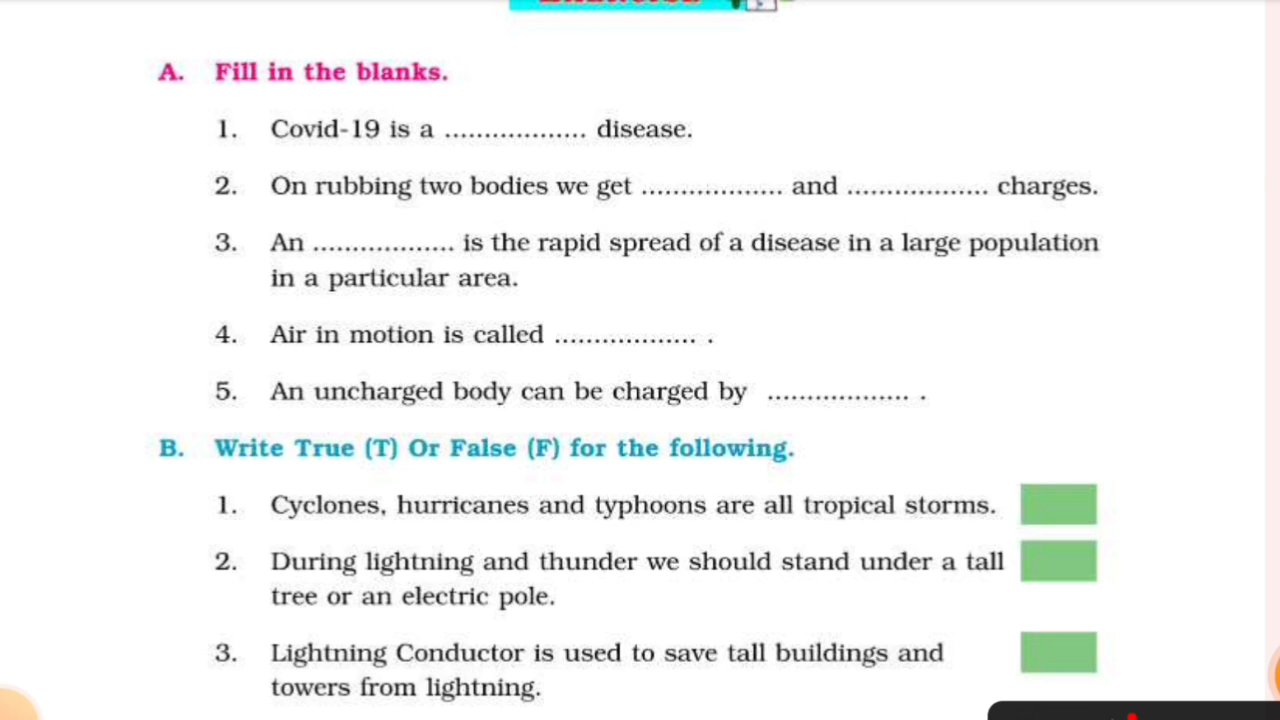 A. Fill in the blanks.
1. Covid-19 is a .................. disease.
2. On rubbing two bodies we get .................. and .................. charges.
3. An .................. is the rapid spread of a disease in a large population
in a particular area.
4. Air in motion is called .................. .
5. An uncharged body can be charged by .................. .
B. Write True (T) Or False (F) for the following.
1. Cyclones, hurricanes and typhoons are all tropical storms.
2. During lightning and thunder we should stand under a tall
tree or an electric pole.
3. Lightning Conductor is used to save tall buildings and
towers from lightning.